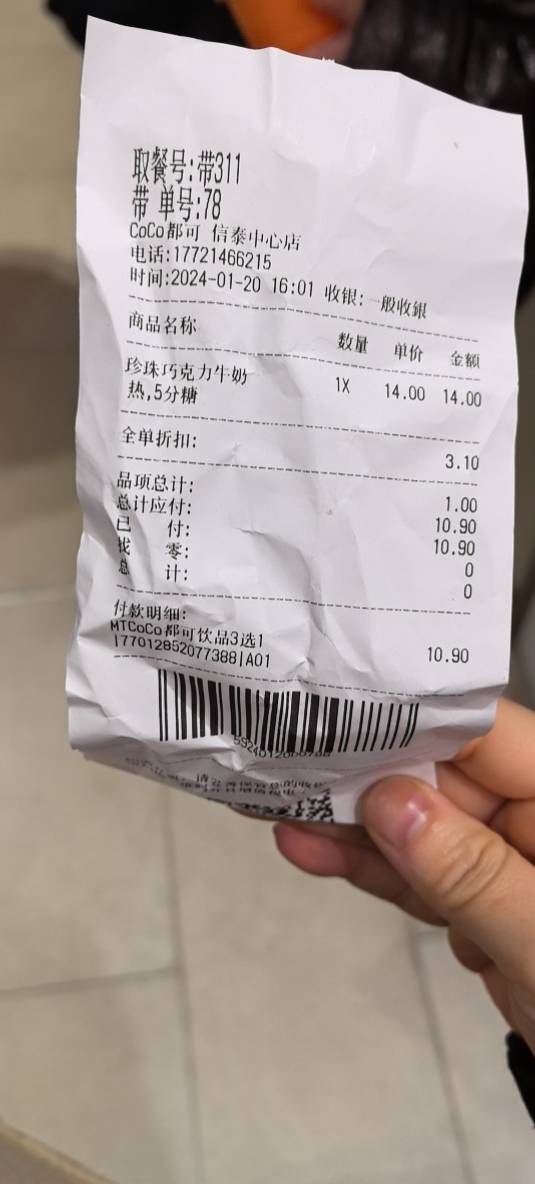 取餐号:带311
带 单号:78
CoCo都可 信泰中心店
电话:17721466215
时间:2024-01-20 16:01 收银: 一般收銀
商品名称 数量 单价 金额
珍珠巧克力牛奶 1X 14.00 14.00
热,5分糖
全单折扣: 3.10
品项总计: 1.00
总计应付: 10.90
已 付: 10.90
找 零: 0
总 计: 0
付款明细:
MTCoCo都可饮品3选1 10.90
177012852077388|A01